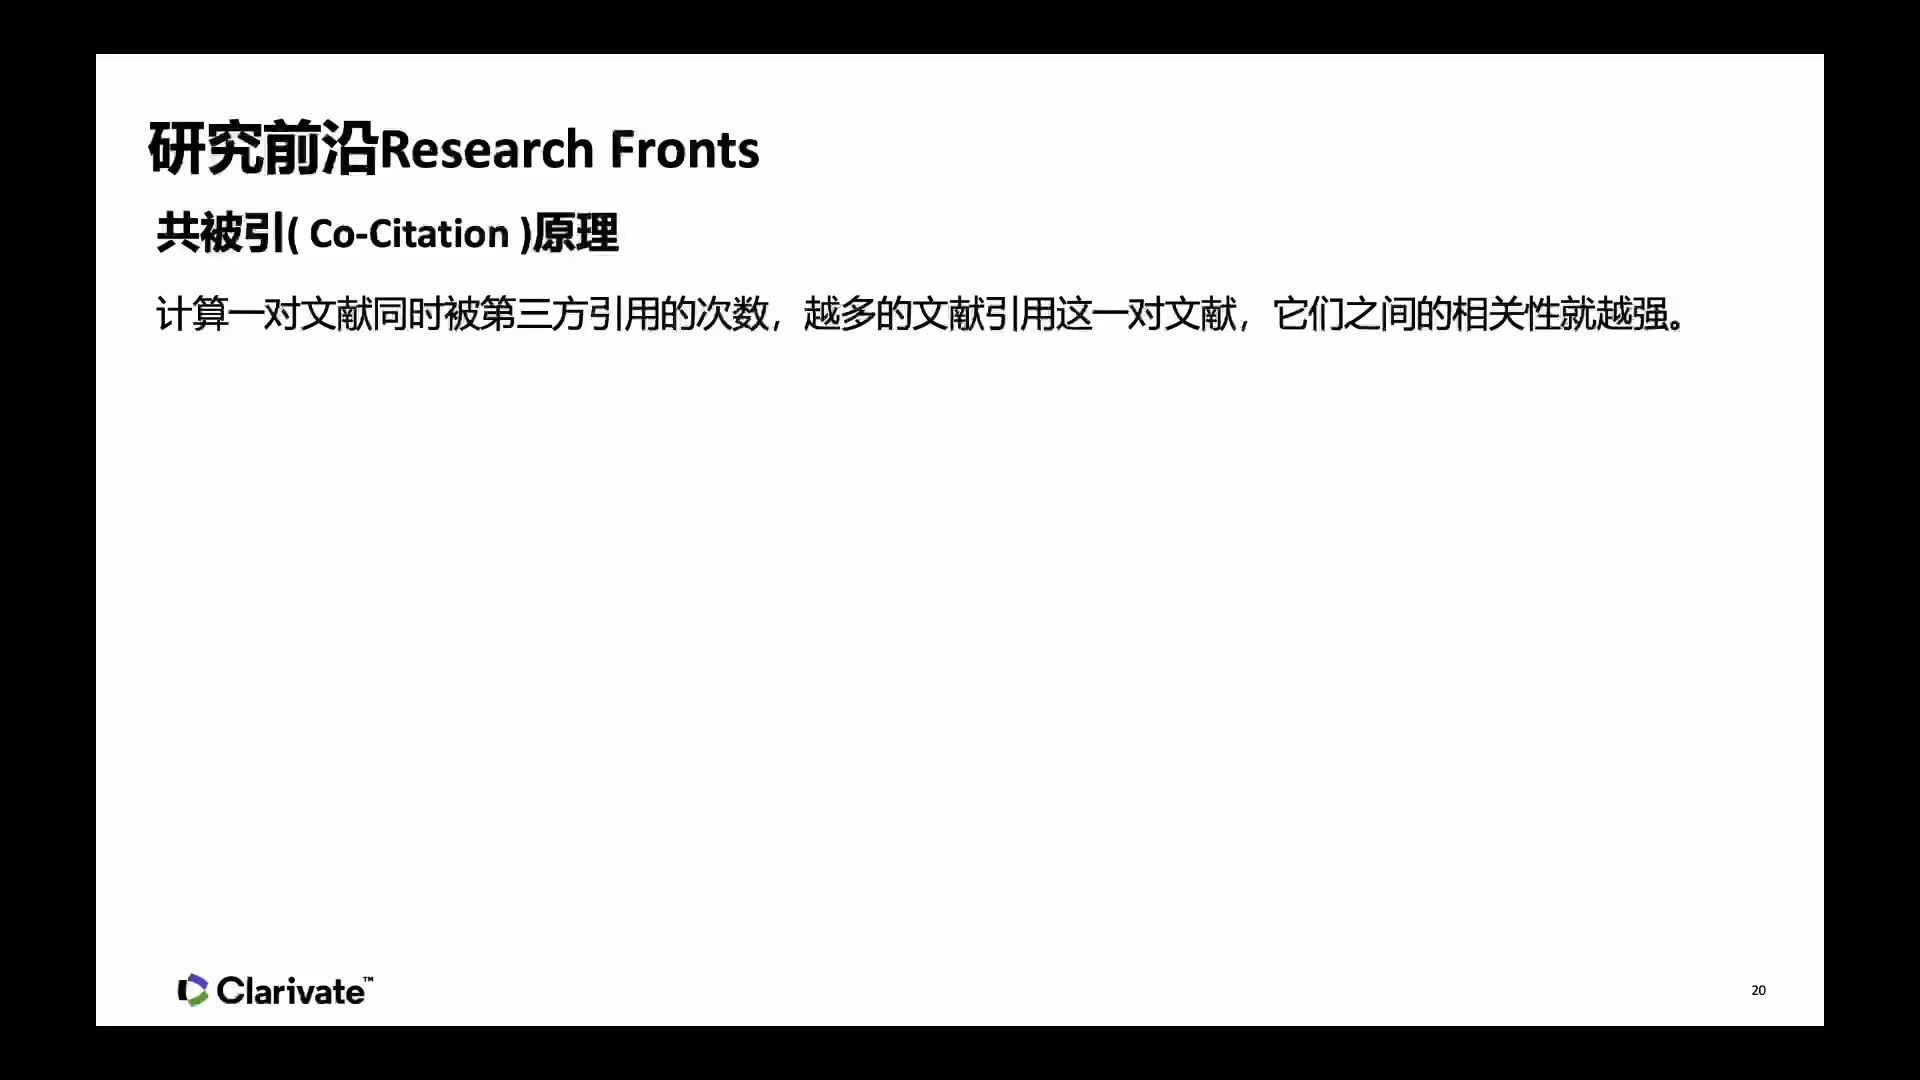 研究前沿Research Fronts
共被引( Co-Citation )原理
计算一对文献同时被第三方引用的次数，越多的文献引用这一对文献，它们之间的相关性就越强。
Clarivate™
20